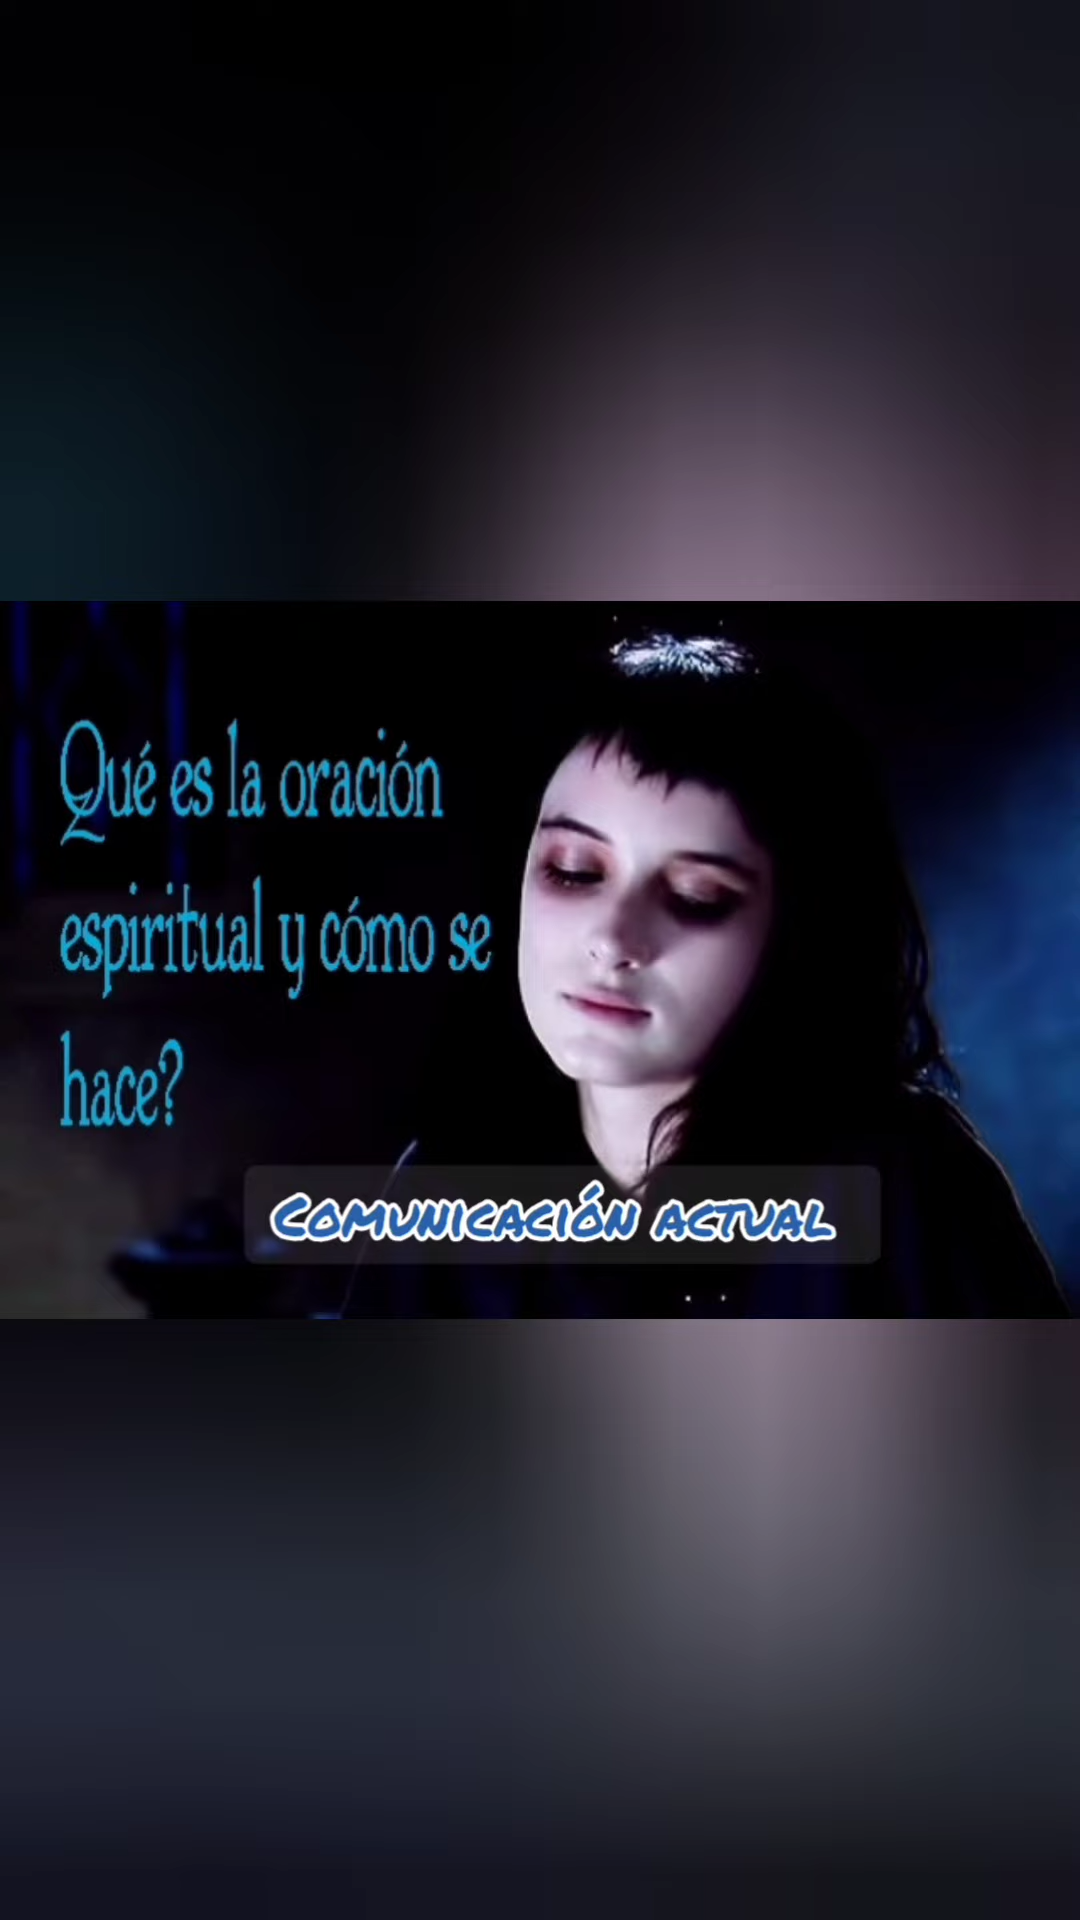 Qué es la oración
espiritual y cómo se
hace?
Comunicación actual